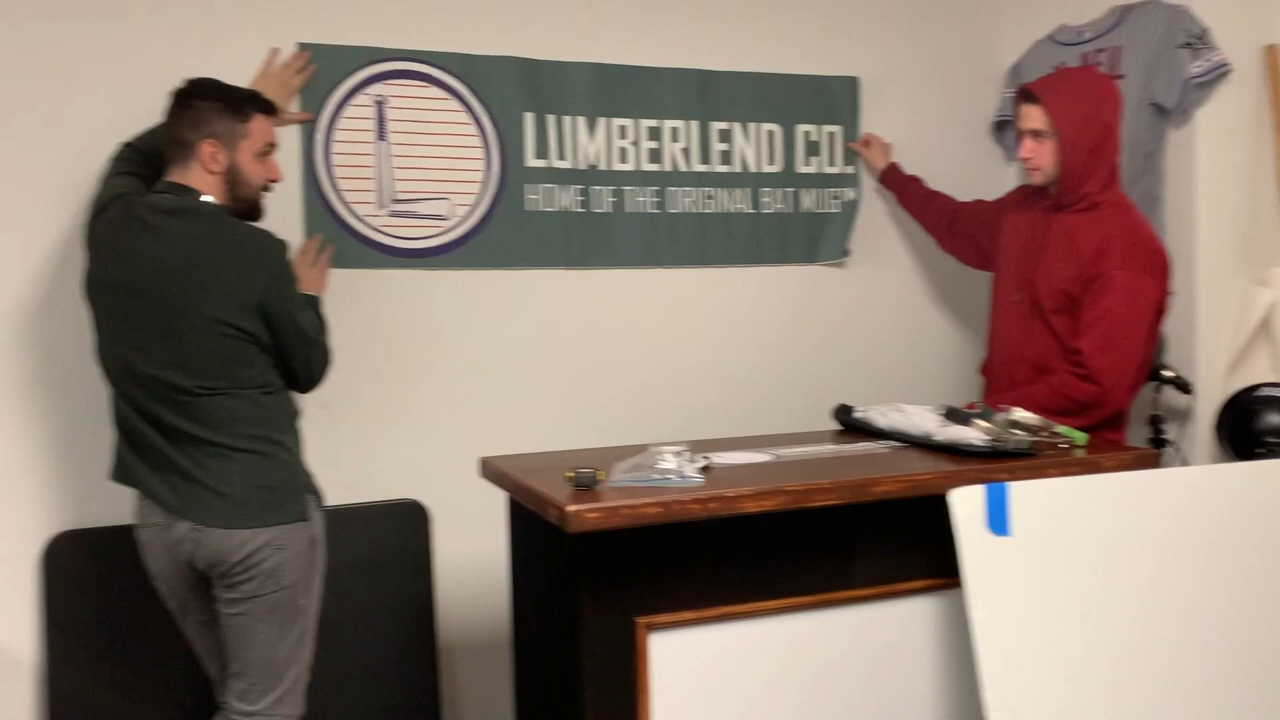 LUMBERLEND CO.
HOME OF THE ORIGINAL BAT MUG™